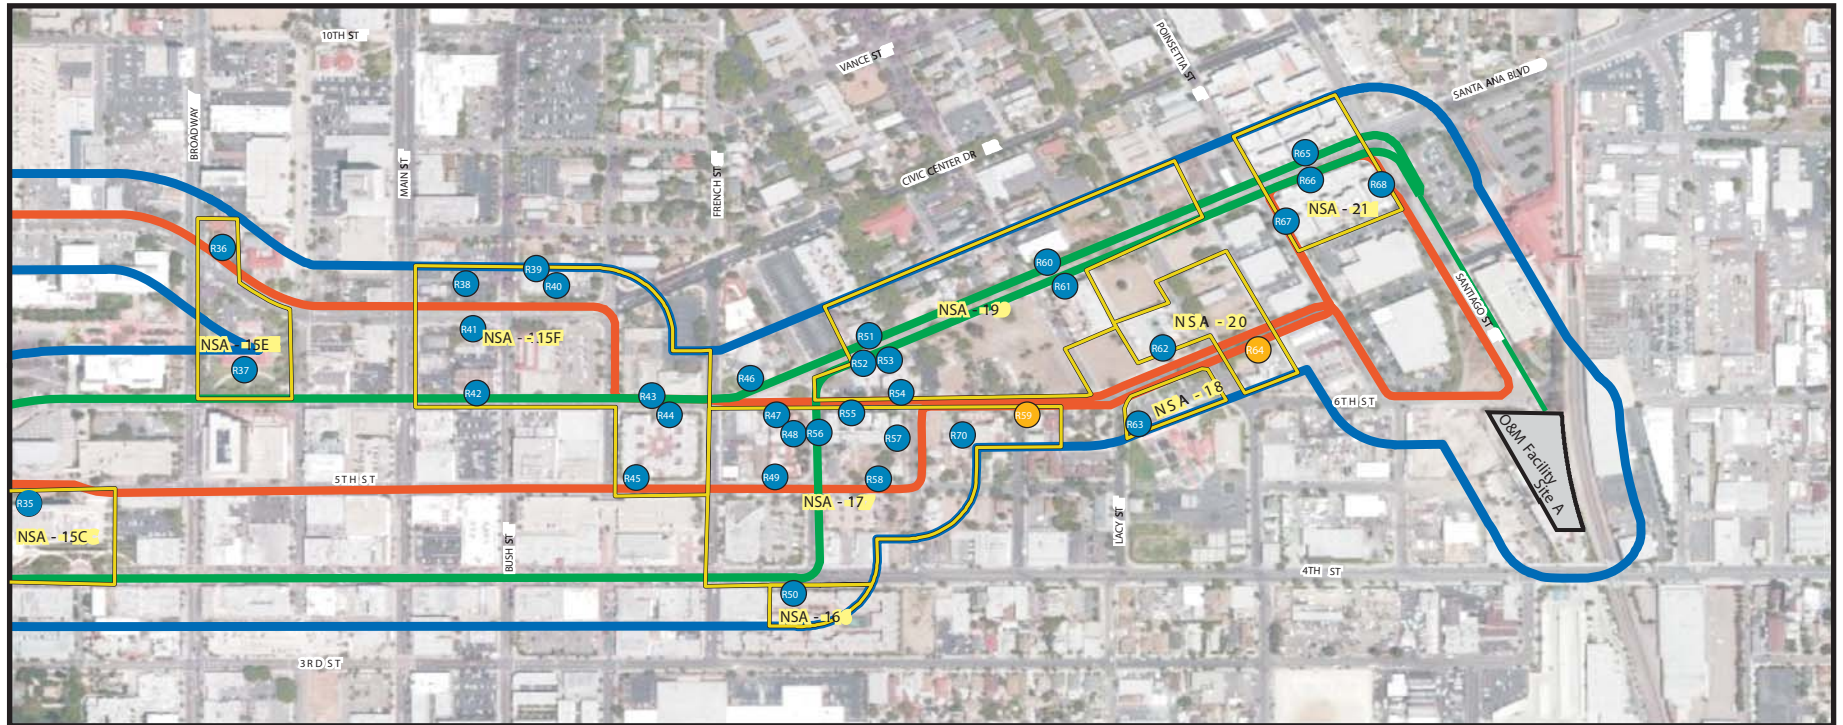 10TH ST
VANCE ST
POINSETTIA ST
SANTA ANA BLVD
BROADWAY
MAIN ST
FRENCH ST
CIVIC CENTER DR
R65
R66
R68
NSA - 21
R67
R36
R39
R38
R40
R60
R61
SANTIAGO ST
NSA - 19
NSA - 20
R41
NSA - 15F
R51
R52
R53
R62
R64
NSA - 15E
R37
R46
R42
R43
R44
R54
NSA - 18
6TH ST
R47
R55
R59
R63
R48
R56
R57
R70
O&M Facility
Site A
5TH ST
R45
R49
R58
NSA - 17
R35
NSA - 15C
BUSH ST
LACY ST
4TH ST
R50
NSA - 16
3RD ST